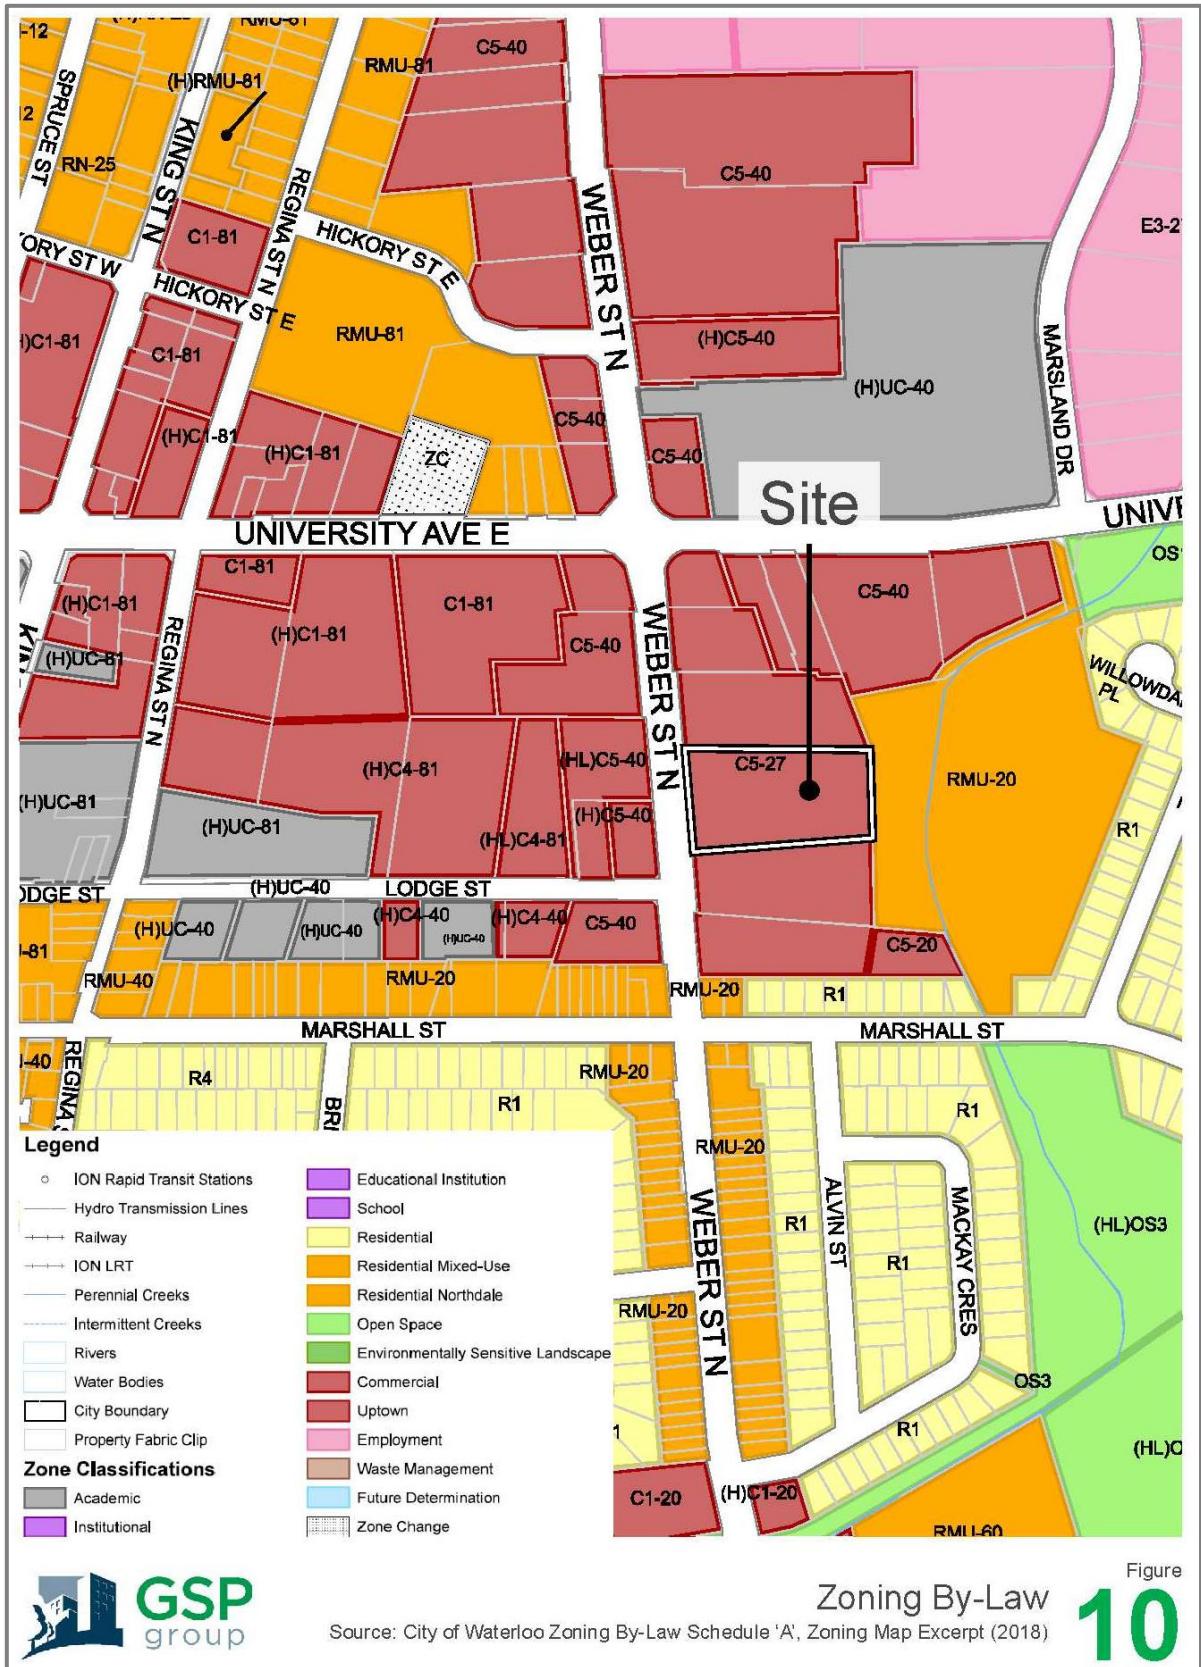 C5-40
RMU-81
RMU-81
(H)RMU-81
SPRUCE ST
KING ST N
RN-25
REGINA ST N
C5-40
WEBER ST N
E3-2
C1-81
HICKORY ST E
ORY ST W
HICKORY ST E
RMU-81
(H)C5-40
MARSLAND DR
)C1-81
C1-81
(H)UC-40
C5-40
(H)C1-81
(H)C1-81
ZC
C5-40
Site
UNIVERSITY AVE E
UNIVE
C1-81
C5-40
(H)C1-81
C1-81
(H)C1-81
REGINA ST N
WEBER ST N
C5-40
(H)UC-81
WILLOWDA
PL
C5-27
(HL)C5-40
(H)C4-81
RMU-20
(H)UC-81
(H)C5-40
(H)UC-81
(HL)C4-81
R1
(H)UC-40
LODGE ST
ODGE ST
(H)C4-40
(H)C4-40
C5-40
(H)UC-40
(H)UC-40
(H)UC-40
C5-20
-81
RMU-40
RMU-20
RMU-20
R1
MARSHALL ST
MARSHALL ST
-40
REGINA S
R4
BRI
R1
RMU-20
R1
RMU-20
WEBER ST N
R1
ALVIN ST
R1
MACKAY CRES
(HL)OS3
RMU-20
OS3
R1
(HL)O
C1-20
(H)C1-20
RMU-60
Legend
ION Rapid Transit Stations
Hydro Transmission Lines
Railway
ION LRT
Perennial Creeks
Intermittent Creeks
Rivers
Water Bodies
City Boundary
Property Fabric Clip
Zone Classifications
Academic
Institutional
Educational Institution
School
Residential
Residential Mixed-Use
Residential Northdale
Open Space
Environmentally Sensitive Landscape
Commercial
Uptown
Employment
Waste Management
Future Determination
Zone Change
GSP
group
Zoning By-Law
Source: City of Waterloo Zoning By-Law Schedule 'A', Zoning Map Excerpt (2018)
Figure
10